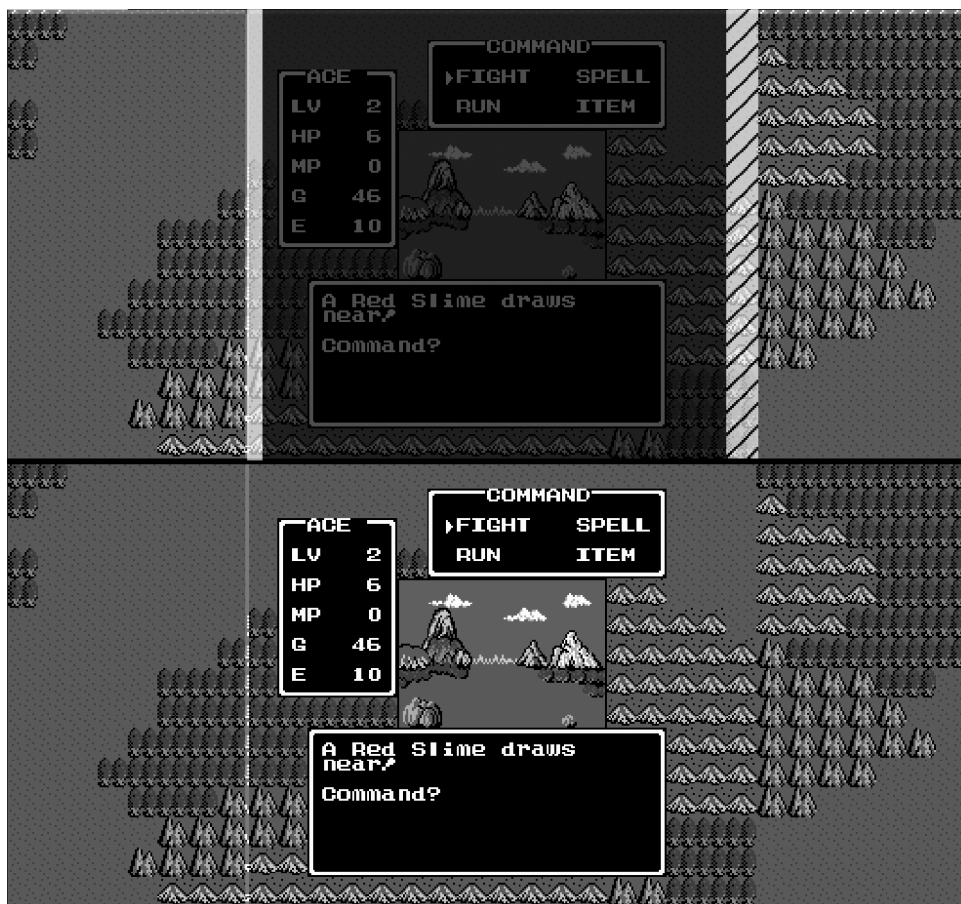 COMMAND
FIGHT SPELL
RUN ITEM
ACE
LV 2
HP 6
MP 0
G 46
E 10
A Red Slime draws
near!
Command?
COMMAND
FIGHT SPELL
RUN ITEM
ACE
LV 2
HP 6
MP 0
G 46
E 10
A Red Slime draws
near!
Command?